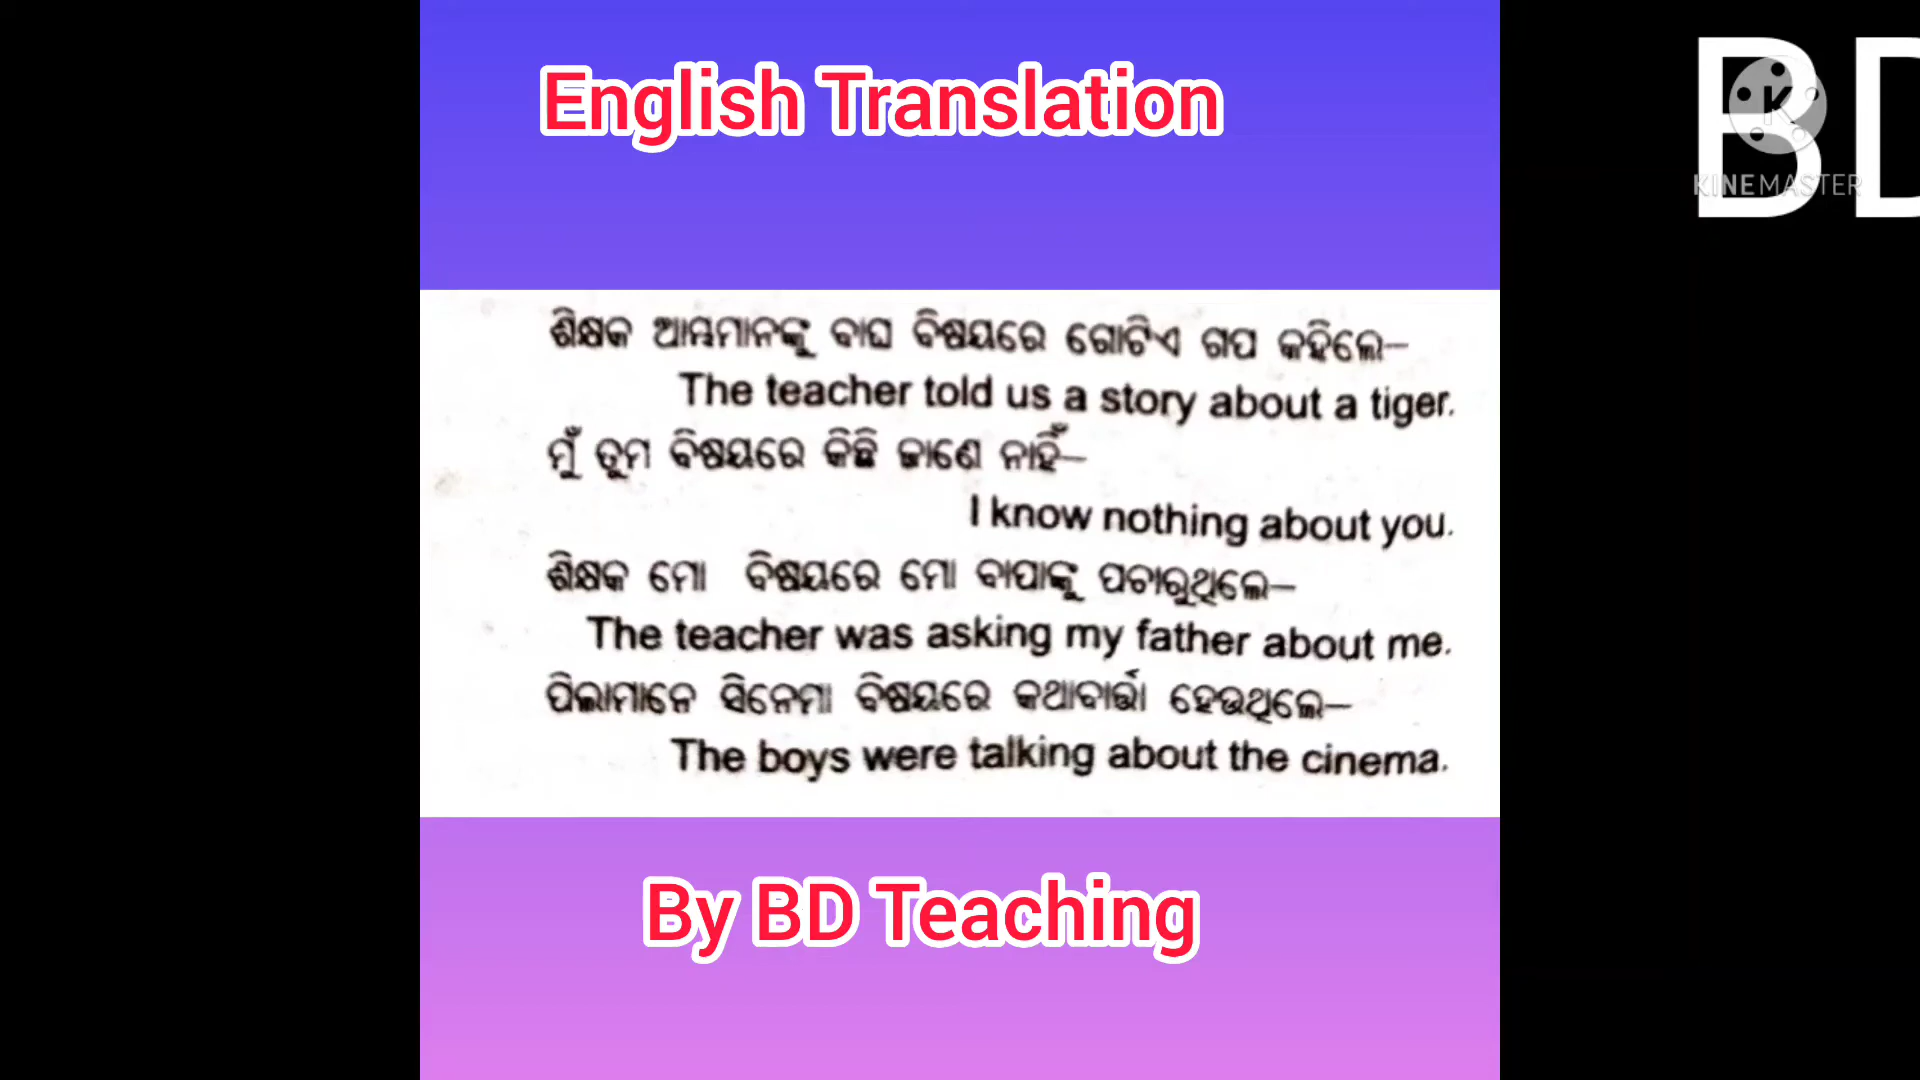 English Translation
BD
KINEMASTER
ଶିକ୍ଷକ ଆମ୍ଭମାନଙ୍କୁ ବାଘ ବିଷୟରେ ଗୋଟିଏ ଗପ କହିଲେ–
The teacher told us a story about a tiger.
ମୁଁ ତୁମ ବିଷୟରେ କିଛି ଜାଣେ ନାହିଁ–
I know nothing about you.
ଶିକ୍ଷକ ମୋ ବିଷୟରେ ମୋ ବାପାଙ୍କୁ ପଚାରୁଥିଲେ–
The teacher was asking my father about me.
ପିଲାମାନେ ସିନେମା ବିଷୟରେ କଥାବାର୍ତ୍ତା ହେଉଥିଲେ–
The boys were talking about the cinema.
By BD Teaching